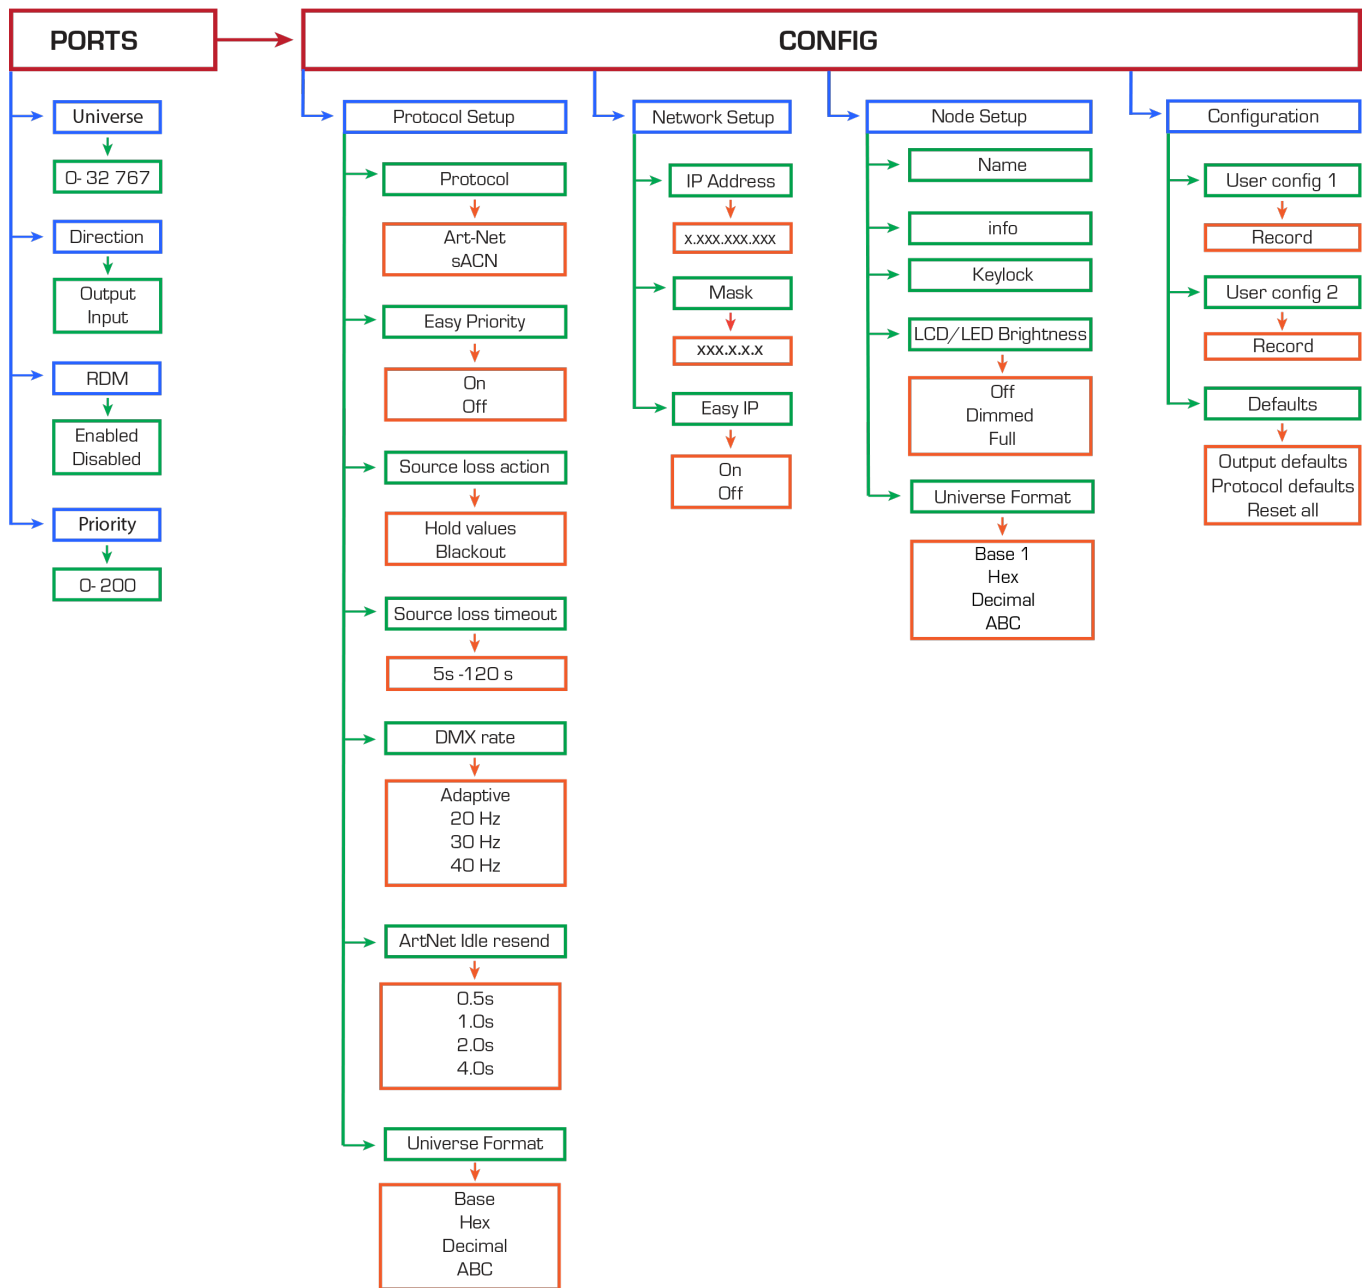 PORTS
Universe
0- 32 767
Direction
Output
Input
RDM
Enabled
Disabled
Priority
0- 200
CONFIG
Protocol Setup
Protocol
Art-Net
sACN
Easy Priority
On
Off
Source loss action
Hold values
Blackout
Source loss timeout
5s -120 s
DMX rate
Adaptive
20 Hz
30 Hz
40 Hz
ArtNet Idle resend
0.5s
1.0s
2.0s
4.0s
Universe Format
Base
Hex
Decimal
ABC
Network Setup
IP Address
x.xxx.xxx.xxx
Mask
xxx.x.x.x
Easy IP
On
Off
Node Setup
Name
info
Keylock
LCD/LED Brightness
Off
Dimmed
Full
Universe Format
Base 1
Hex
Decimal
ABC
Configuration
User config 1
Record
User config 2
Record
Defaults
Output defaults
Protocol defaults
Reset all